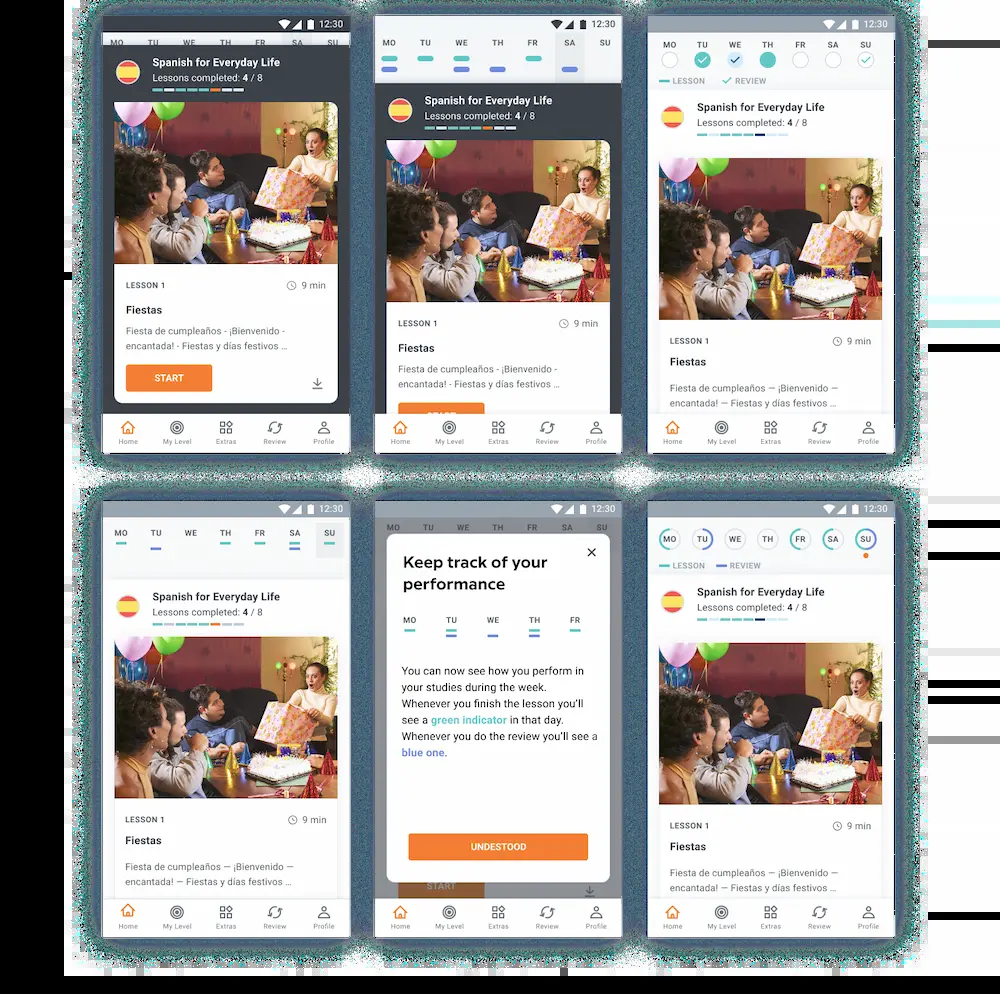 12:30
MO TU WE TH FR SA SU
Spanish for Everyday Life
Lessons completed: 4 / 8
LESSON 1 9 min
Fiestas
Fiesta de cumpleaños - ¡Bienvenido -
encantada! - Fiestas y días festivos ...
START
Home My Level Extras Review Profile
12:30
MO TU WE TH FR SA SU
Spanish for Everyday Life
Lessons completed: 4 / 8
LESSON 1 9 min
Fiestas
Fiesta de cumpleaños - ¡Bienvenido -
encantada! - Fiestas y días festivos ...
START
Home My Level Extras Review Profile
12:30
MO TU WE TH FR SA SU
LESSON REVIEW
Spanish for Everyday Life
Lessons completed: 4 / 8
LESSON 1 9 min
Fiestas
Fiesta de cumpleaños — ¡Bienvenido —
encantada! — Fiestas y días festivos ...
Home My Level Extras Review Profile
12:30
MO TU WE TH FR SA SU
Spanish for Everyday Life
Lessons completed: 4 / 8
LESSON 1 9 min
Fiestas
Fiesta de cumpleaños — ¡Bienvenido —
encantada! — Fiestas y días festivos ...
Home My Level Extras Review Profile
12:30
MO TU WE TH FR SA SU
Keep track of your
performance
MO TU WE TH FR
You can now see how you perform in
your studies during the week.
Whenever you finish the lesson you'll
see a green indicator in that day.
Whenever you do the review you'll see a
blue one.
UNDESTOOD
START
Home My Level Extras Review Profile
12:30
MO TU WE TH FR SA SU
LESSON REVIEW
Spanish for Everyday Life
Lessons completed: 4 / 8
LESSON 1 9 min
Fiestas
Fiesta de cumpleaños — ¡Bienvenido —
encantada! — Fiestas y días festivos ...
Home My Level Extras Review Profile